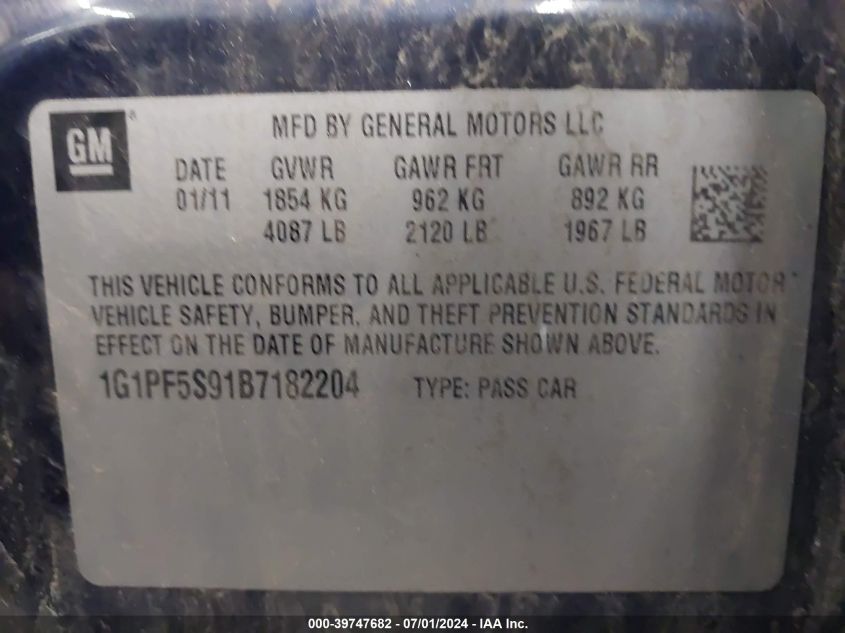 GM®
MFD BY GENERAL MOTORS LLC
DATE GVWR GAWR FRT GAWR RR
01/11 1854 KG 962 KG 892 KG
4087 LB 2120 LB 1967 LB
THIS VEHICLE CONFORMS TO ALL APPLICABLE U.S. FEDERAL MOTOR
VEHICLE SAFETY, BUMPER, AND THEFT PREVENTION STANDARDS IN
EFFECT ON THE DATE OF MANUFACTURE SHOWN ABOVE.
1G1PF5S91B7182204 TYPE: PASS CAR
000-39747682 - 07/01/2024 - IAA Inc.